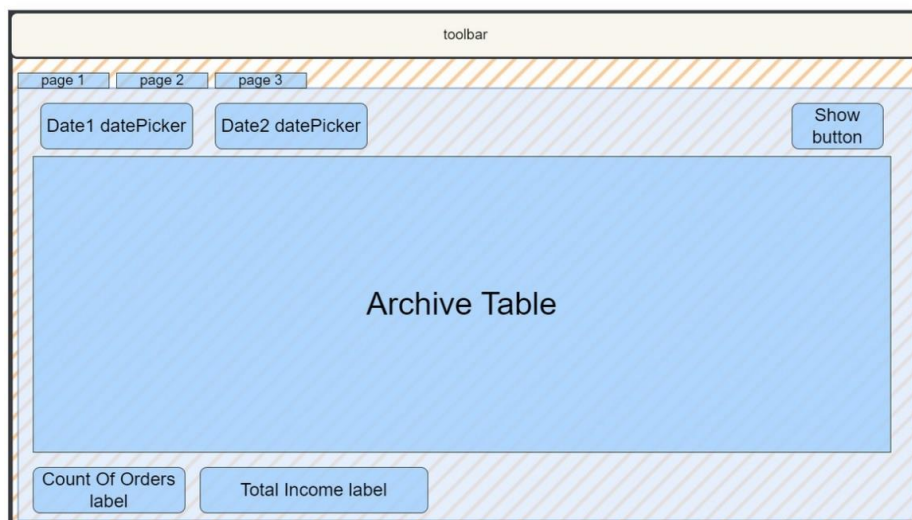 toolbar
page 1
page 2
page 3
Date1 datePicker
Date2 datePicker
Show
button
Archive Table
Count Of Orders
label
Total Income label